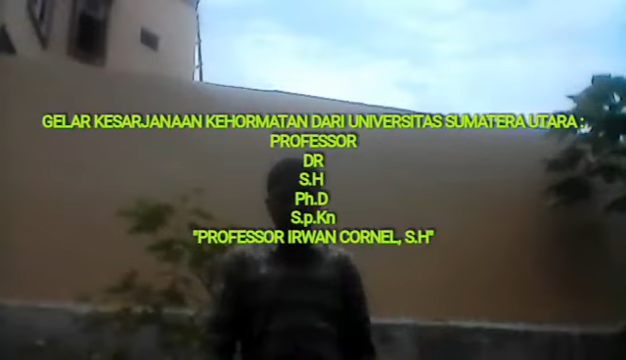 GELAR KESARJANAAN KEHORMATAN DARI UNIVERSITAS SUMATERA UTARA :
PROFESSOR
DR
S.H
Ph.D
S.p.Kn
"PROFESSOR IRWAN CORNEL, S.H"